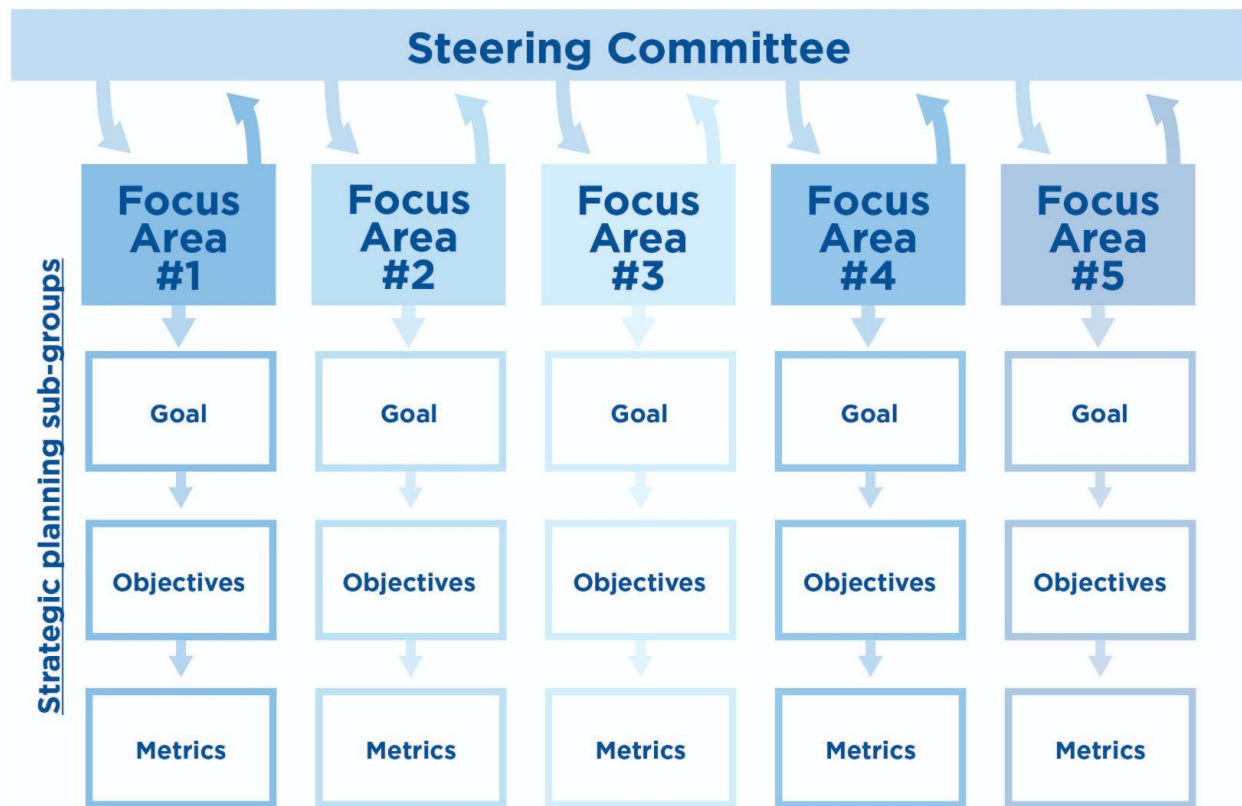 Steering Committee
Focus
Area
#1
Focus
Area
#2
Focus
Area
#3
Focus
Area
#4
Focus
Area
#5
Strategic planning sub-groups
Goal
Goal
Goal
Goal
Goal
Objectives
Objectives
Objectives
Objectives
Objectives
Metrics
Metrics
Metrics
Metrics
Metrics